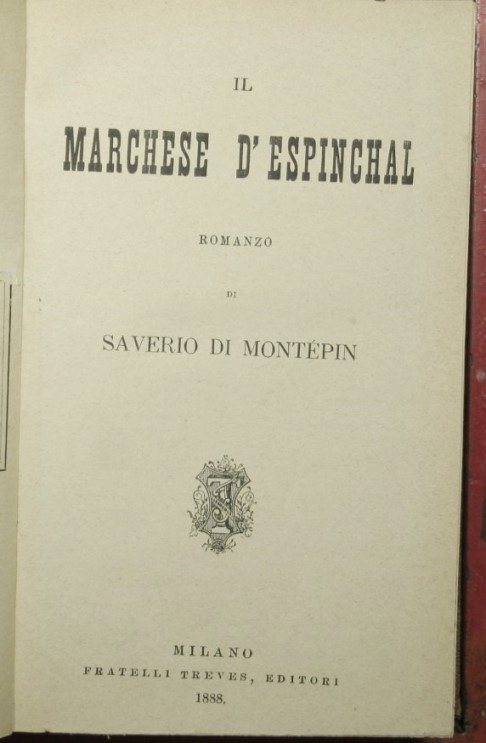 IL
MARCHESE D'ESPINCHAL
ROMANZO
DI
SAVERIO DI MONTÉPIN
MILANO
FRATELLI TREVES, EDITORI
1888.